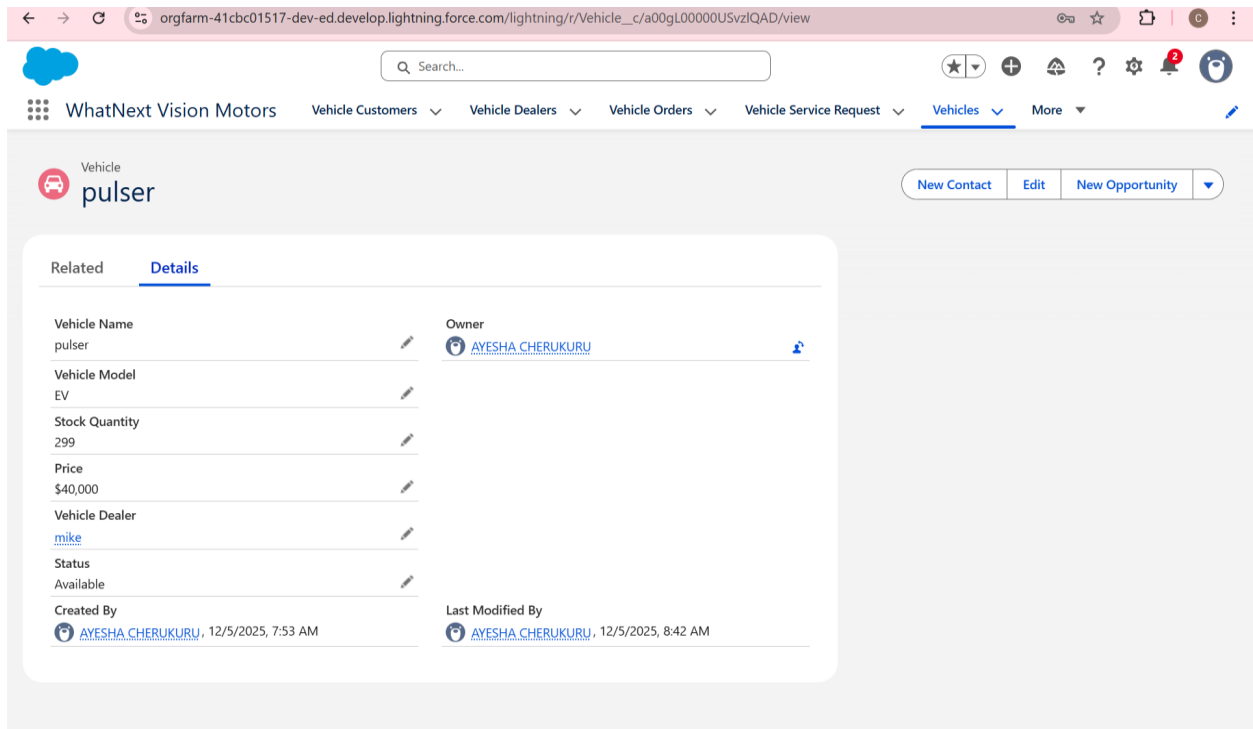 orgfarm-41cbc01517-dev-ed.develop.lightning.force.com/lightning/r/Vehicle__c/a00gL00000USvzlQAD/view
C
Search...
2
WhatNext Vision Motors
Vehicle Customers
Vehicle Dealers
Vehicle Orders
Vehicle Service Request
Vehicles
More
Vehicle
pulser
New Contact
Edit
New Opportunity
Related
Details
Vehicle Name
pulser
Owner
AYESHA CHERUKURU
Vehicle Model
EV
Stock Quantity
299
Price
$40,000
Vehicle Dealer
mike
Status
Available
Created By
AYESHA CHERUKURU, 12/5/2025, 7:53 AM
Last Modified By
AYESHA CHERUKURU, 12/5/2025, 8:42 AM